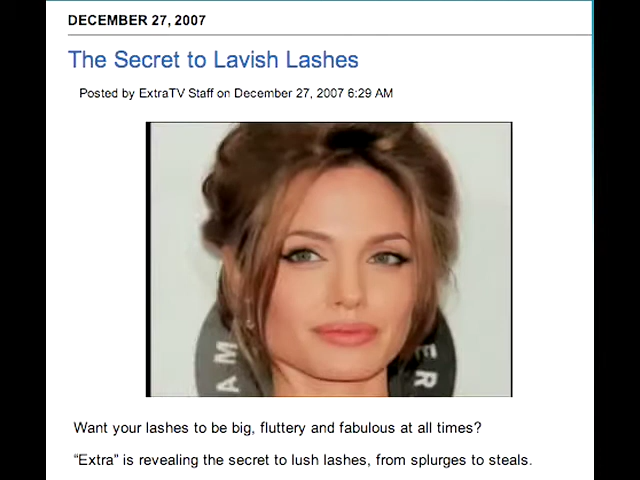 DECEMBER 27, 2007
The Secret to Lavish Lashes
Posted by ExtraTV Staff on December 27, 2007 6:29 AM
AM
ER
Want your lashes to be big, fluttery and fabulous at all times?
“Extra” is revealing the secret to lush lashes, from splurges to steals.